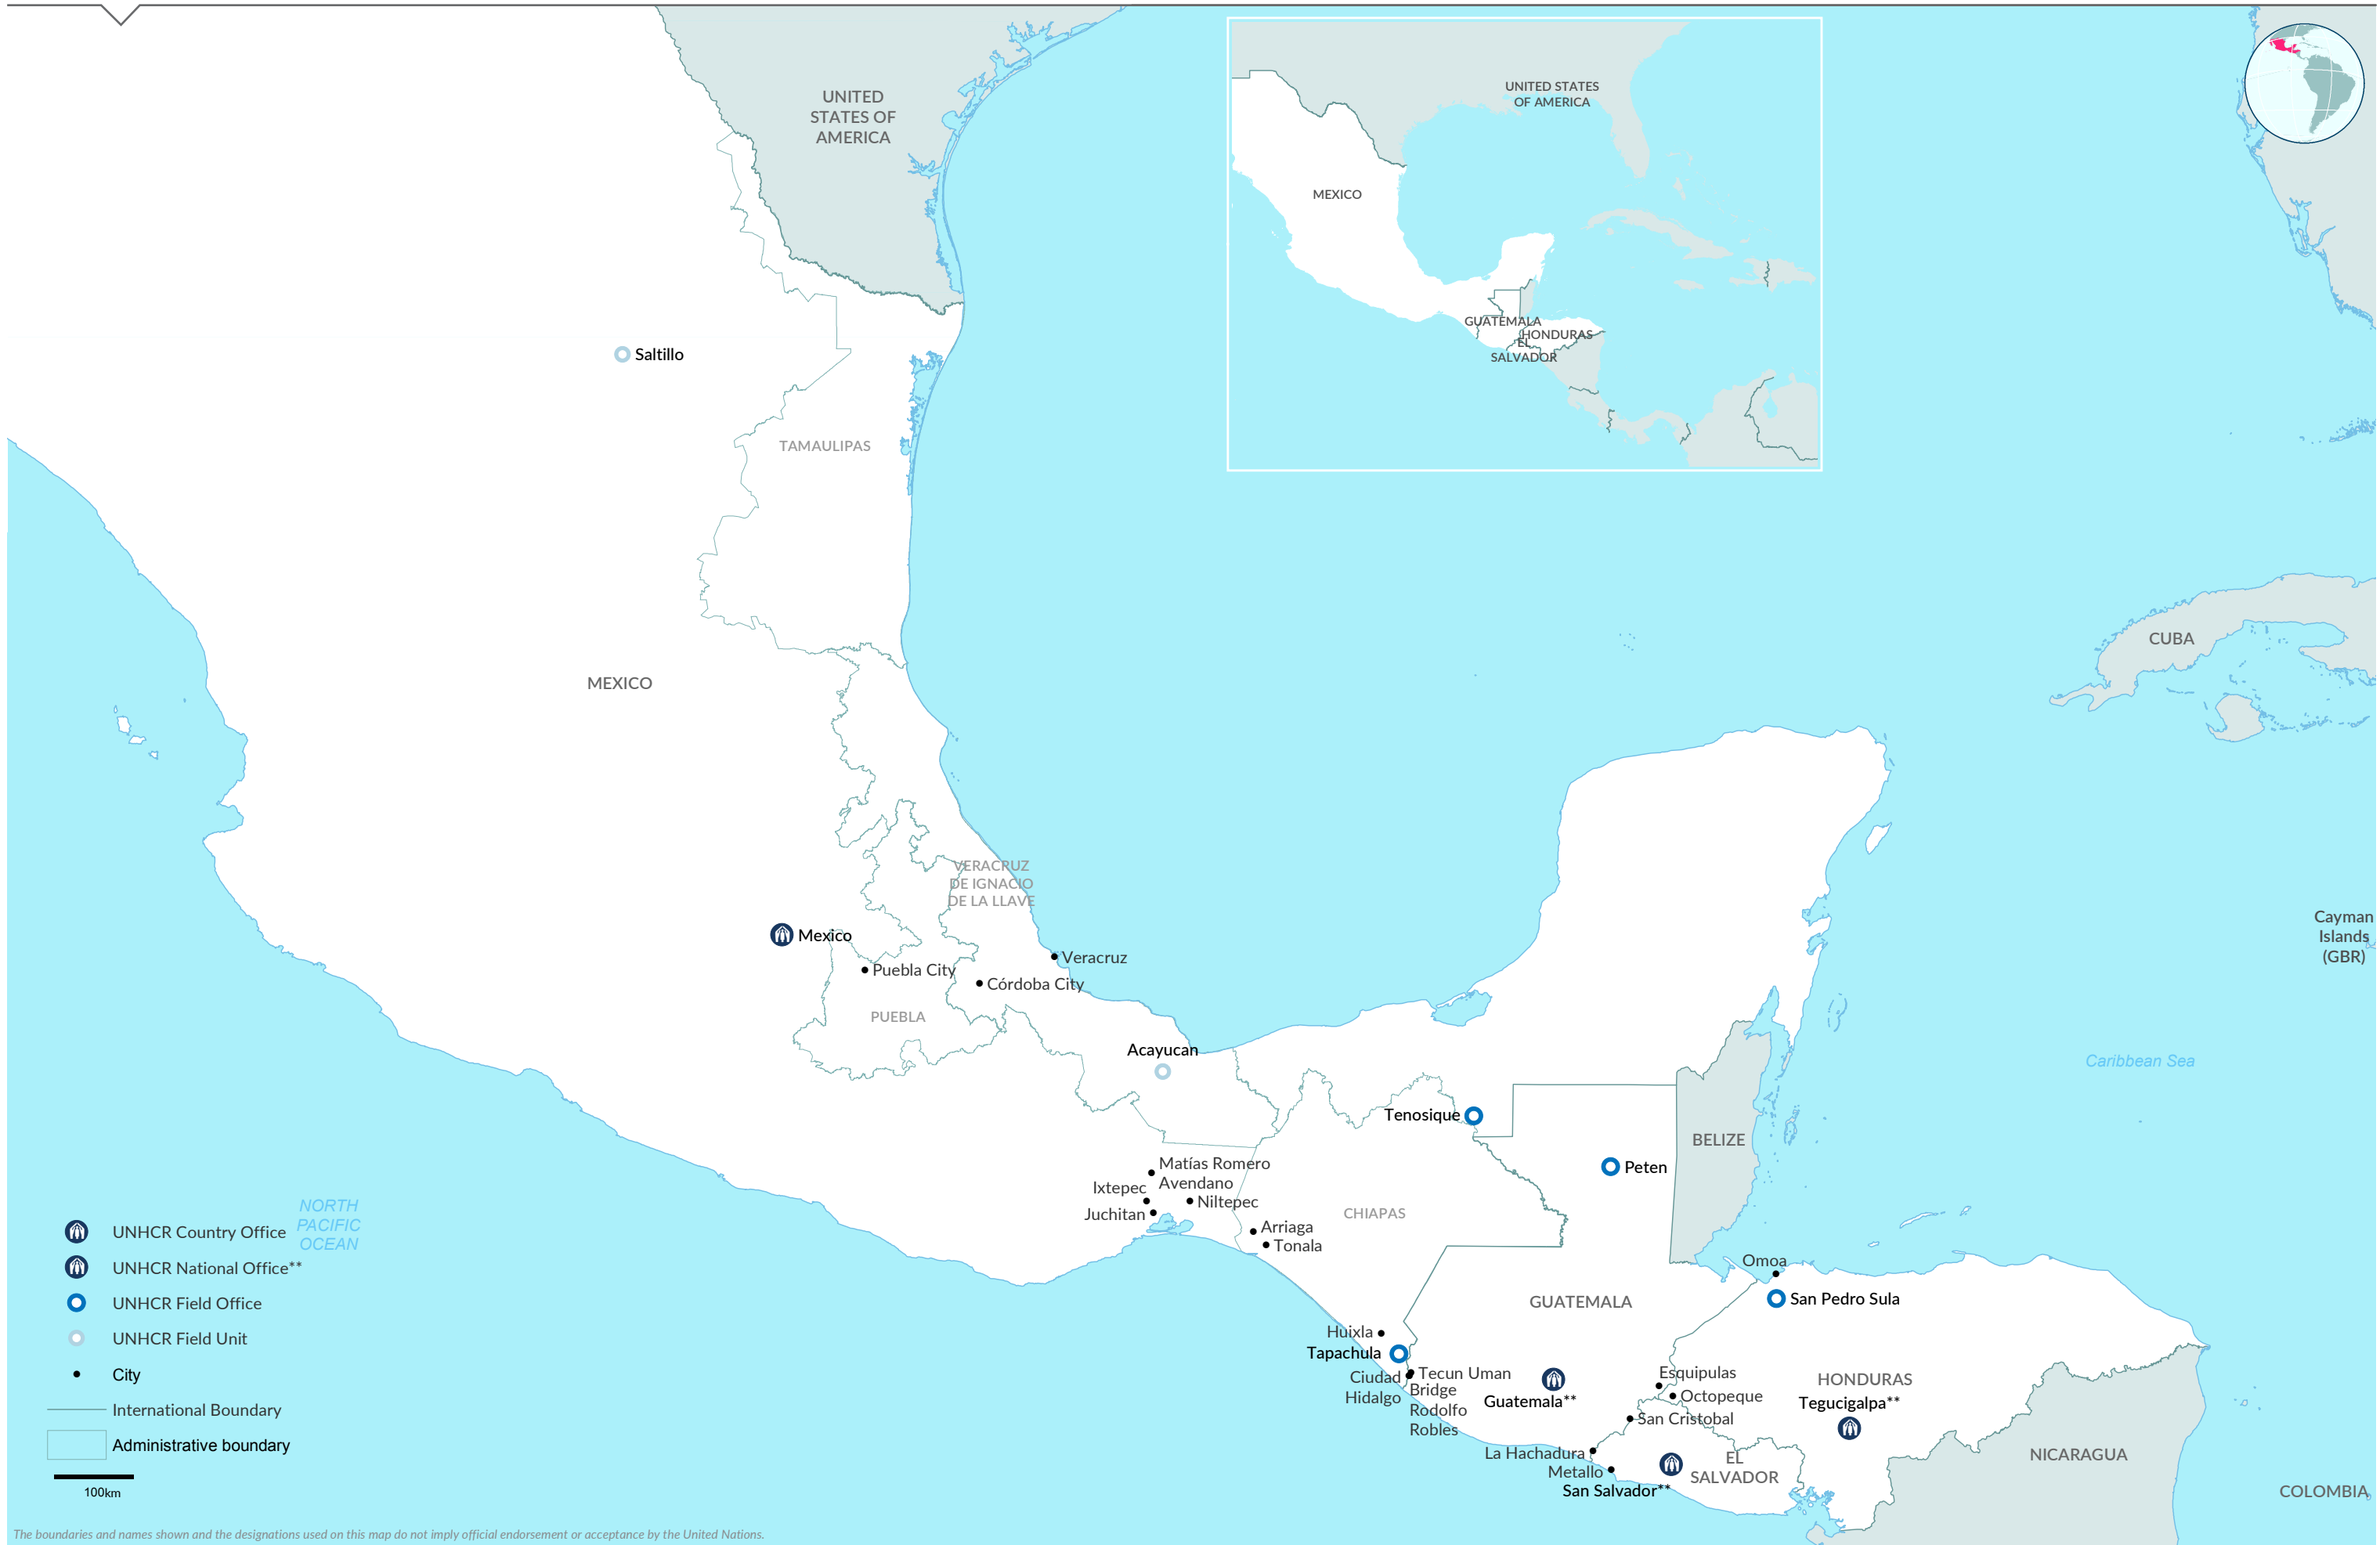 UNITED
STATES OF
AMERICA
UNITED STATES
OF AMERICA
MEXICO
GUATEMALA
HONDURAS
EL
SALVADOR
Saltillo
TAMAULIPAS
CUBA
MEXICO
VERACRUZ
DE IGNACIO
DE LA LLAVE
Cayman
Islands
(GBR)
Mexico
Veracruz
Puebla City
Córdoba City
PUEBLA
Acayucan
Caribbean Sea
Tenosique
BELIZE
Peten
Matías Romero
Avendano
Ixtepec
Niltepec
Juchitan
CHIAPAS
Arriaga
Tonala
Omoa
San Pedro Sula
GUATEMALA
Huixla
Tapachula
Ciudad
Hidalgo
Tecun Uman
Bridge
Rodolfo
Robles
Guatemala**
Esquipulas
Octopeque
HONDURAS
Tegucigalpa**
San Cristobal
La Hachadura
Metallo
San Salvador**
EL
SALVADOR
NICARAGUA
COLOMBIA
NORTH
PACIFIC
OCEAN
UNHCR Country Office
UNHCR National Office**
UNHCR Field Office
UNHCR Field Unit
City
International Boundary
Administrative boundary
100km
The boundaries and names shown and the designations used on this map do not imply official endorsement or acceptance by the United Nations.